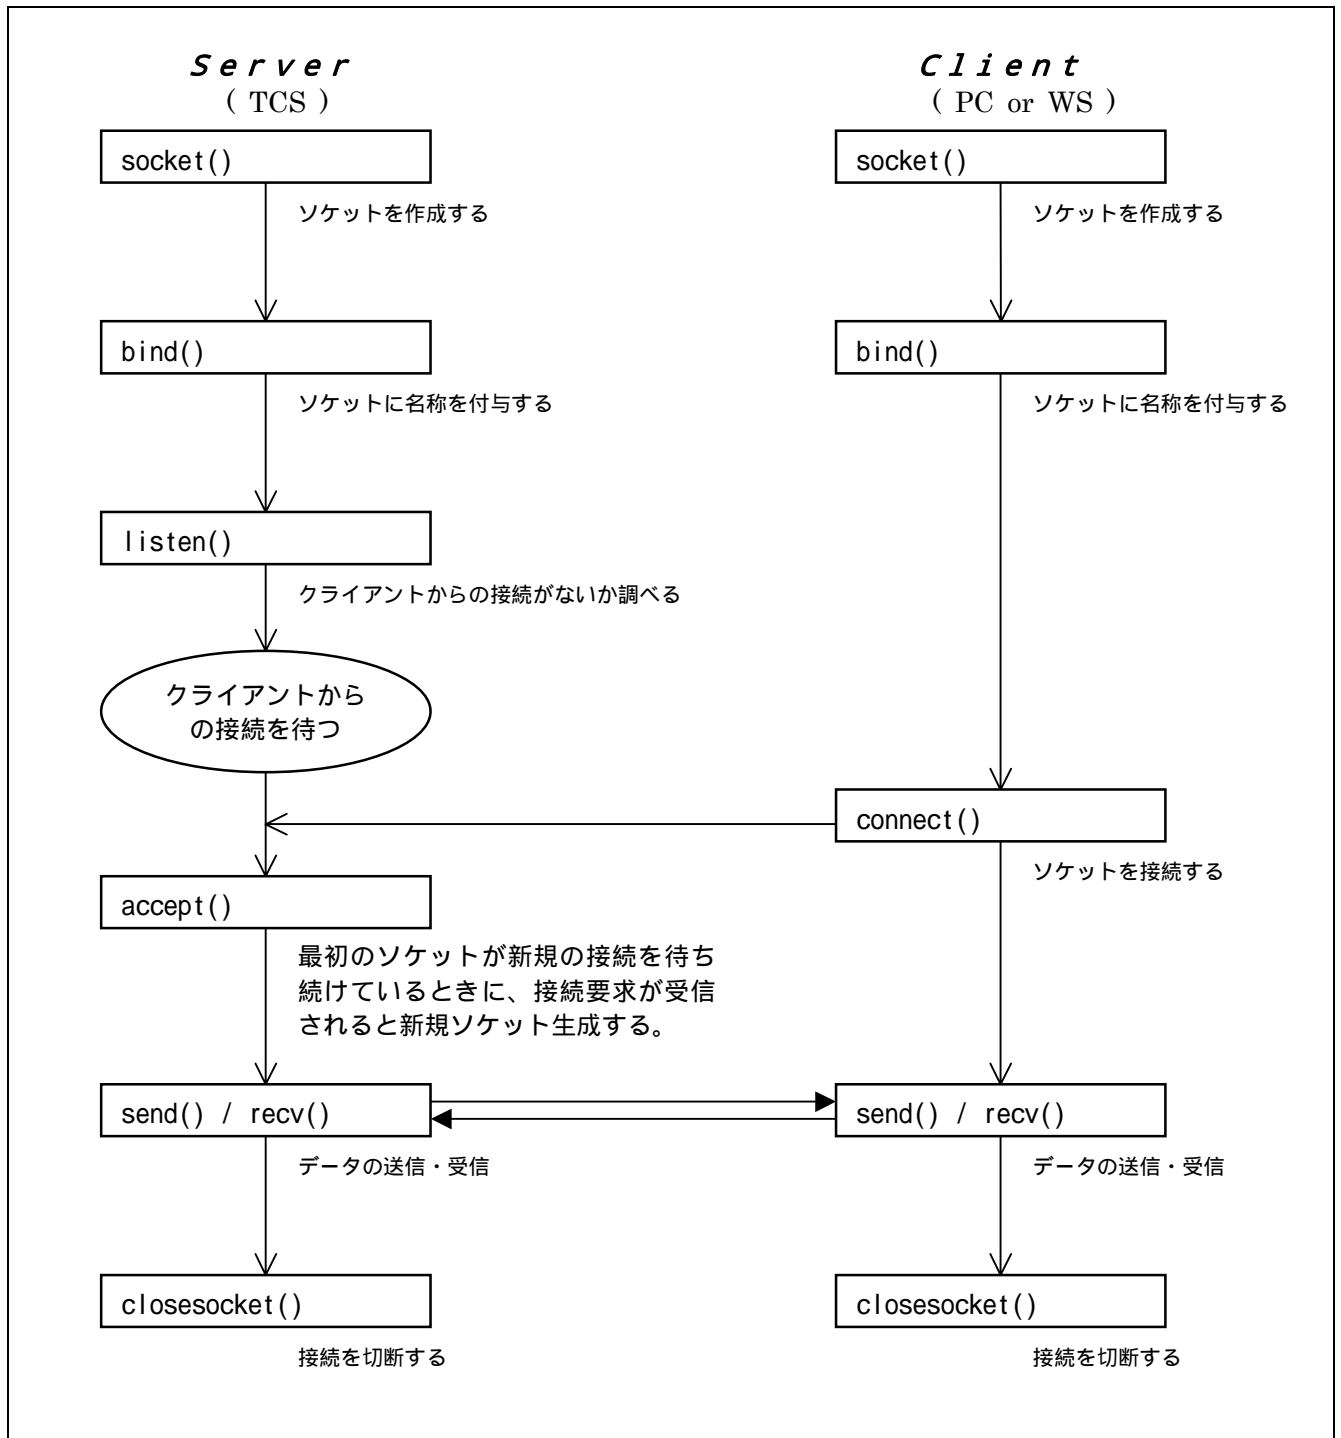 Server
( TCS )
socket()
ソケットを作成する
bind()
ソケットに名称を付与する
listen()
クライアントからの接続がないか調べる
クライアントから
の接続を待つ
accept()
最初のソケットが新規の接続を待ち
続けているときに、接続要求が受信
されると新規ソケット生成する。
send() / recv()
データの送信・受信
closesocket()
接続を切断する
Client
( PC or WS )
socket()
ソケットを作成する
bind()
ソケットに名称を付与する
connect()
ソケットを接続する
send() / recv()
データの送信・受信
closesocket()
接続を切断する